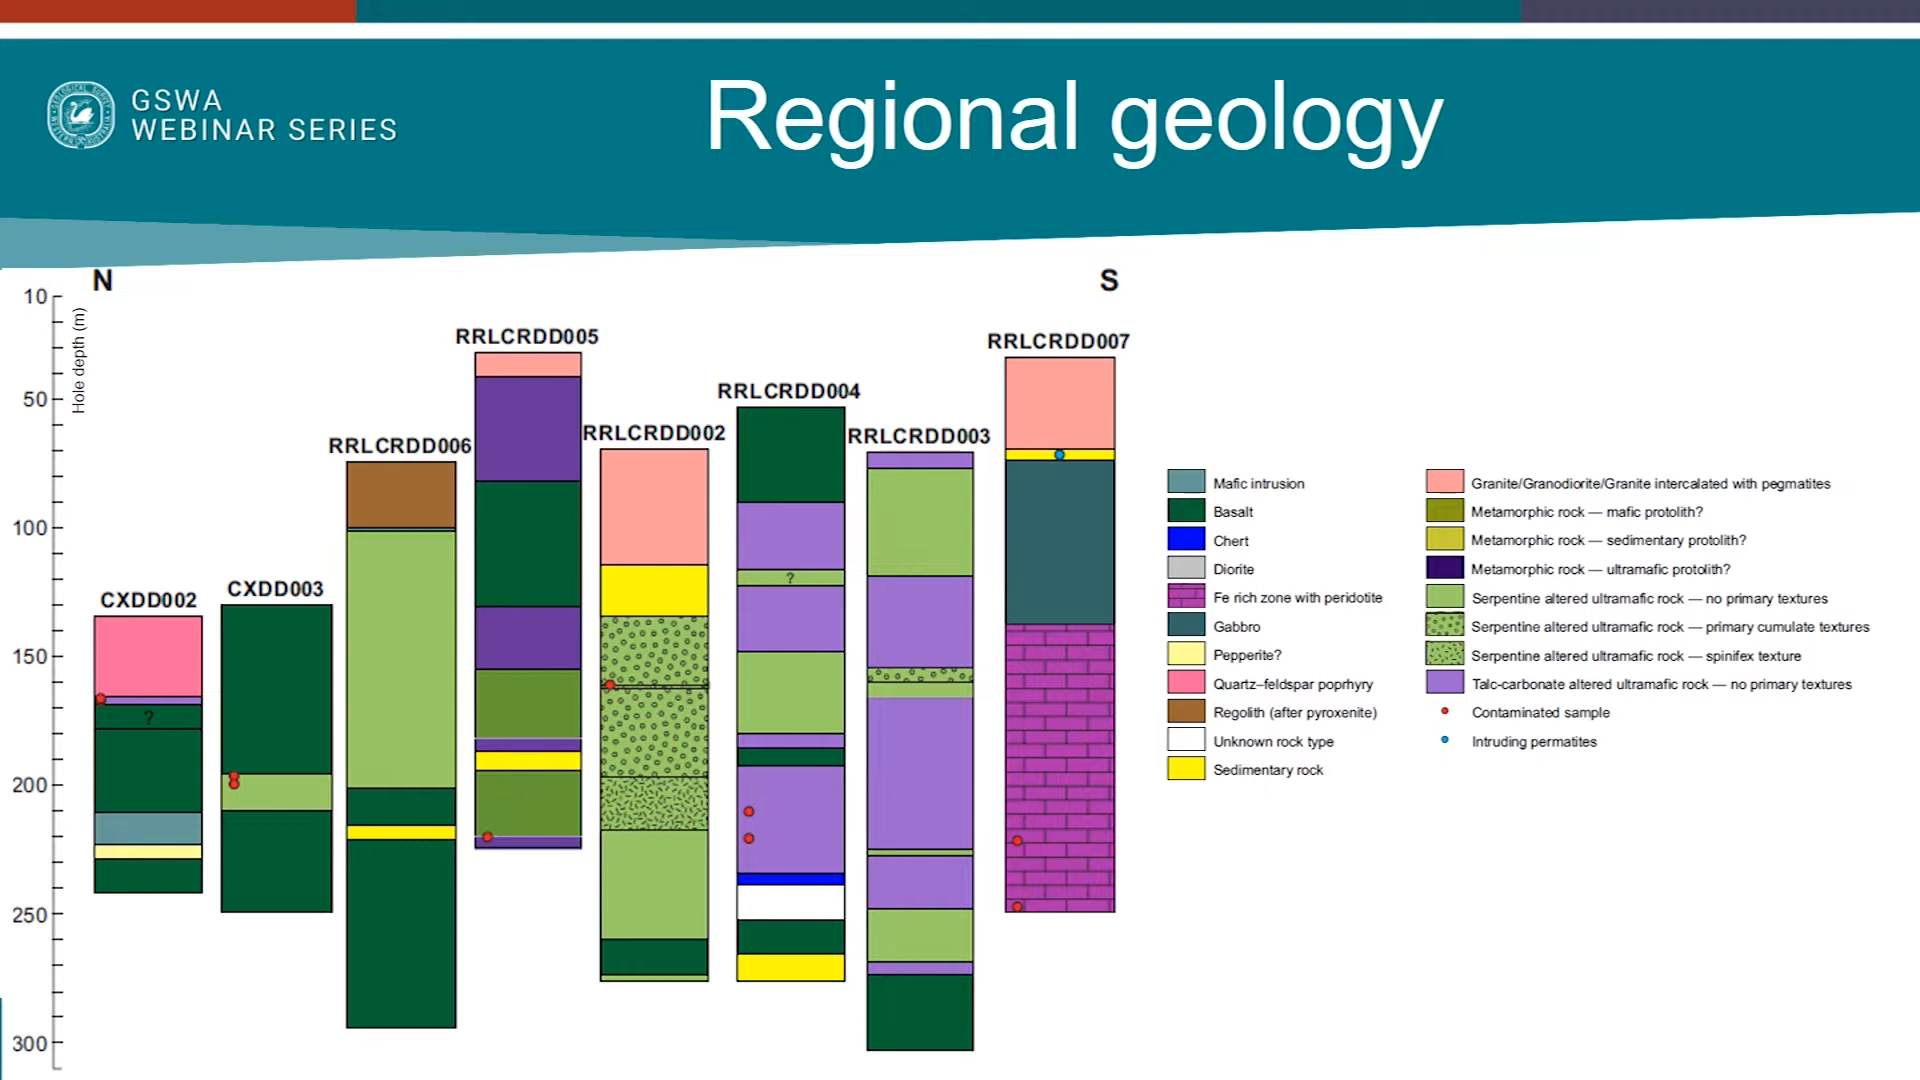 GSWA
WEBINAR SERIES
Regional geology
N
S
Hole depth (m)
10
50
100
150
200
250
300
CXDD002
CXDD003
RRLCRDD006
RRLCRDD005
RRLCRDD002
RRLCRDD004
RRLCRDD003
RRLCRDD007
?
?
Mafic intrusion
Basalt
Chert
Diorite
Fe rich zone with peridotite
Gabbro
Pepperite?
Quartz–feldspar poprhyry
Regolith (after pyroxenite)
Unknown rock type
Sedimentary rock
Granite/Granodiorite/Granite intercalated with pegmatites
Metamorphic rock — mafic protolith?
Metamorphic rock — sedimentary protolith?
Metamorphic rock — ultramafic protolith?
Serpentine altered ultramafic rock — no primary textures
Serpentine altered ultramafic rock — primary cumulate textures
Serpentine altered ultramafic rock — spinifex texture
Talc-carbonate altered ultramafic rock — no primary textures
Contaminated sample
Intruding permatites